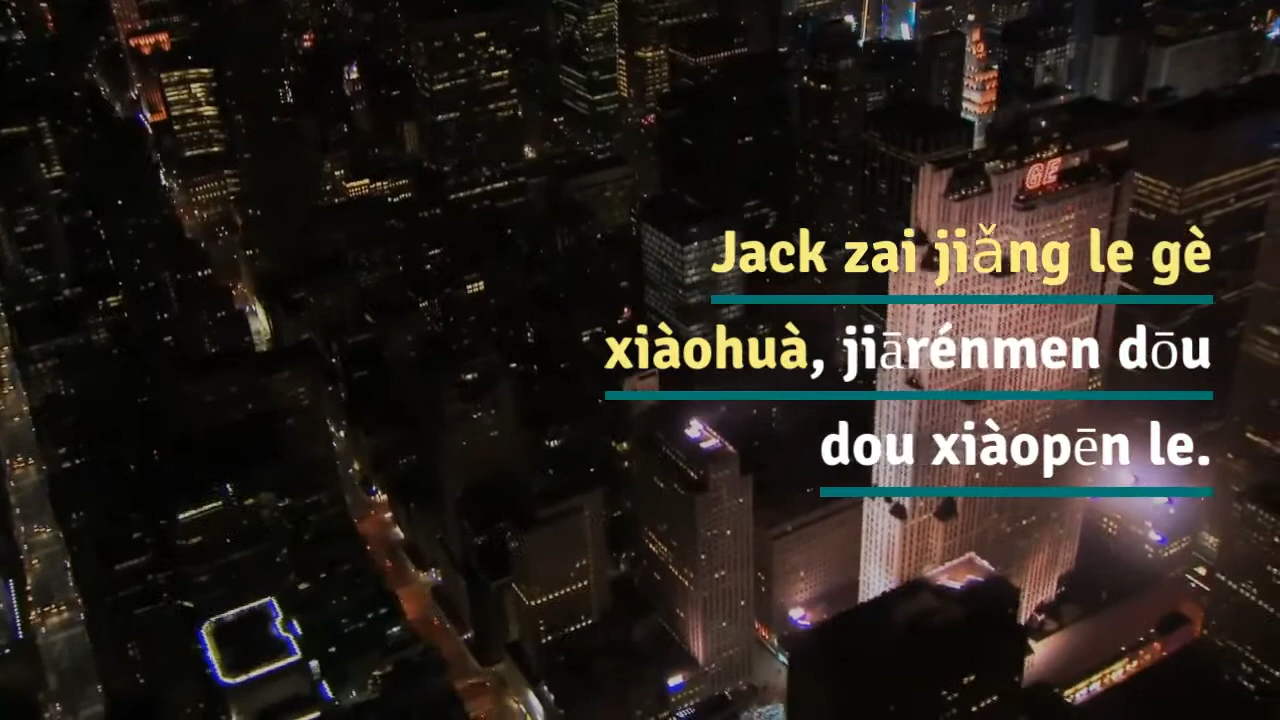 GE
Jack zai jiǎng le gè
xiàohuà, jiārénmen dōu
dou xiàopēn le.